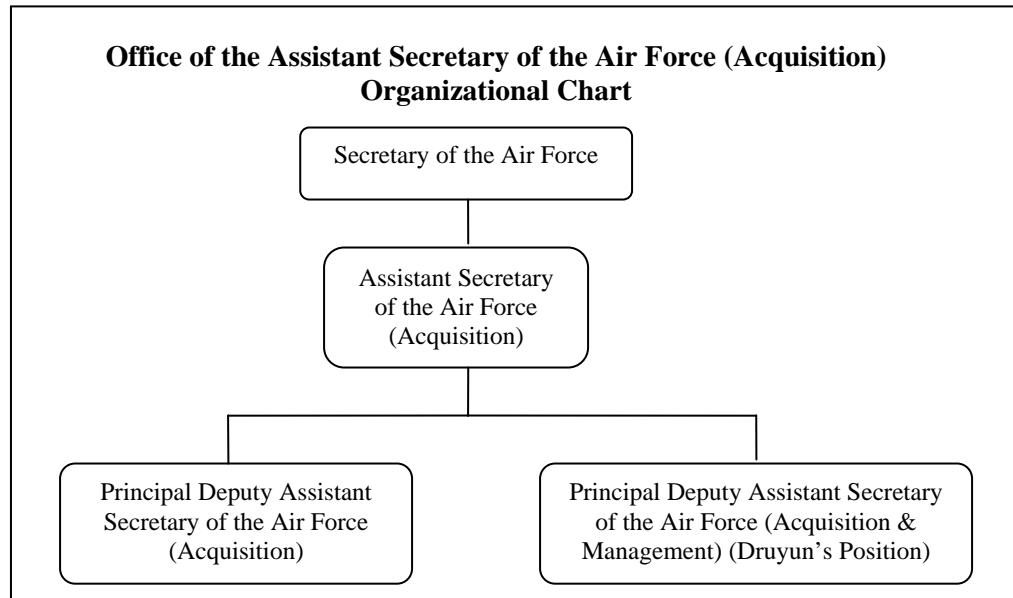 Office of the Assistant Secretary of the Air Force (Acquisition)
Organizational Chart
Secretary of the Air Force
Assistant Secretary
of the Air Force
(Acquisition)
Principal Deputy Assistant
Secretary of the Air Force
(Acquisition)
Principal Deputy Assistant Secretary
of the Air Force (Acquisition &
Management) (Druyun’s Position)